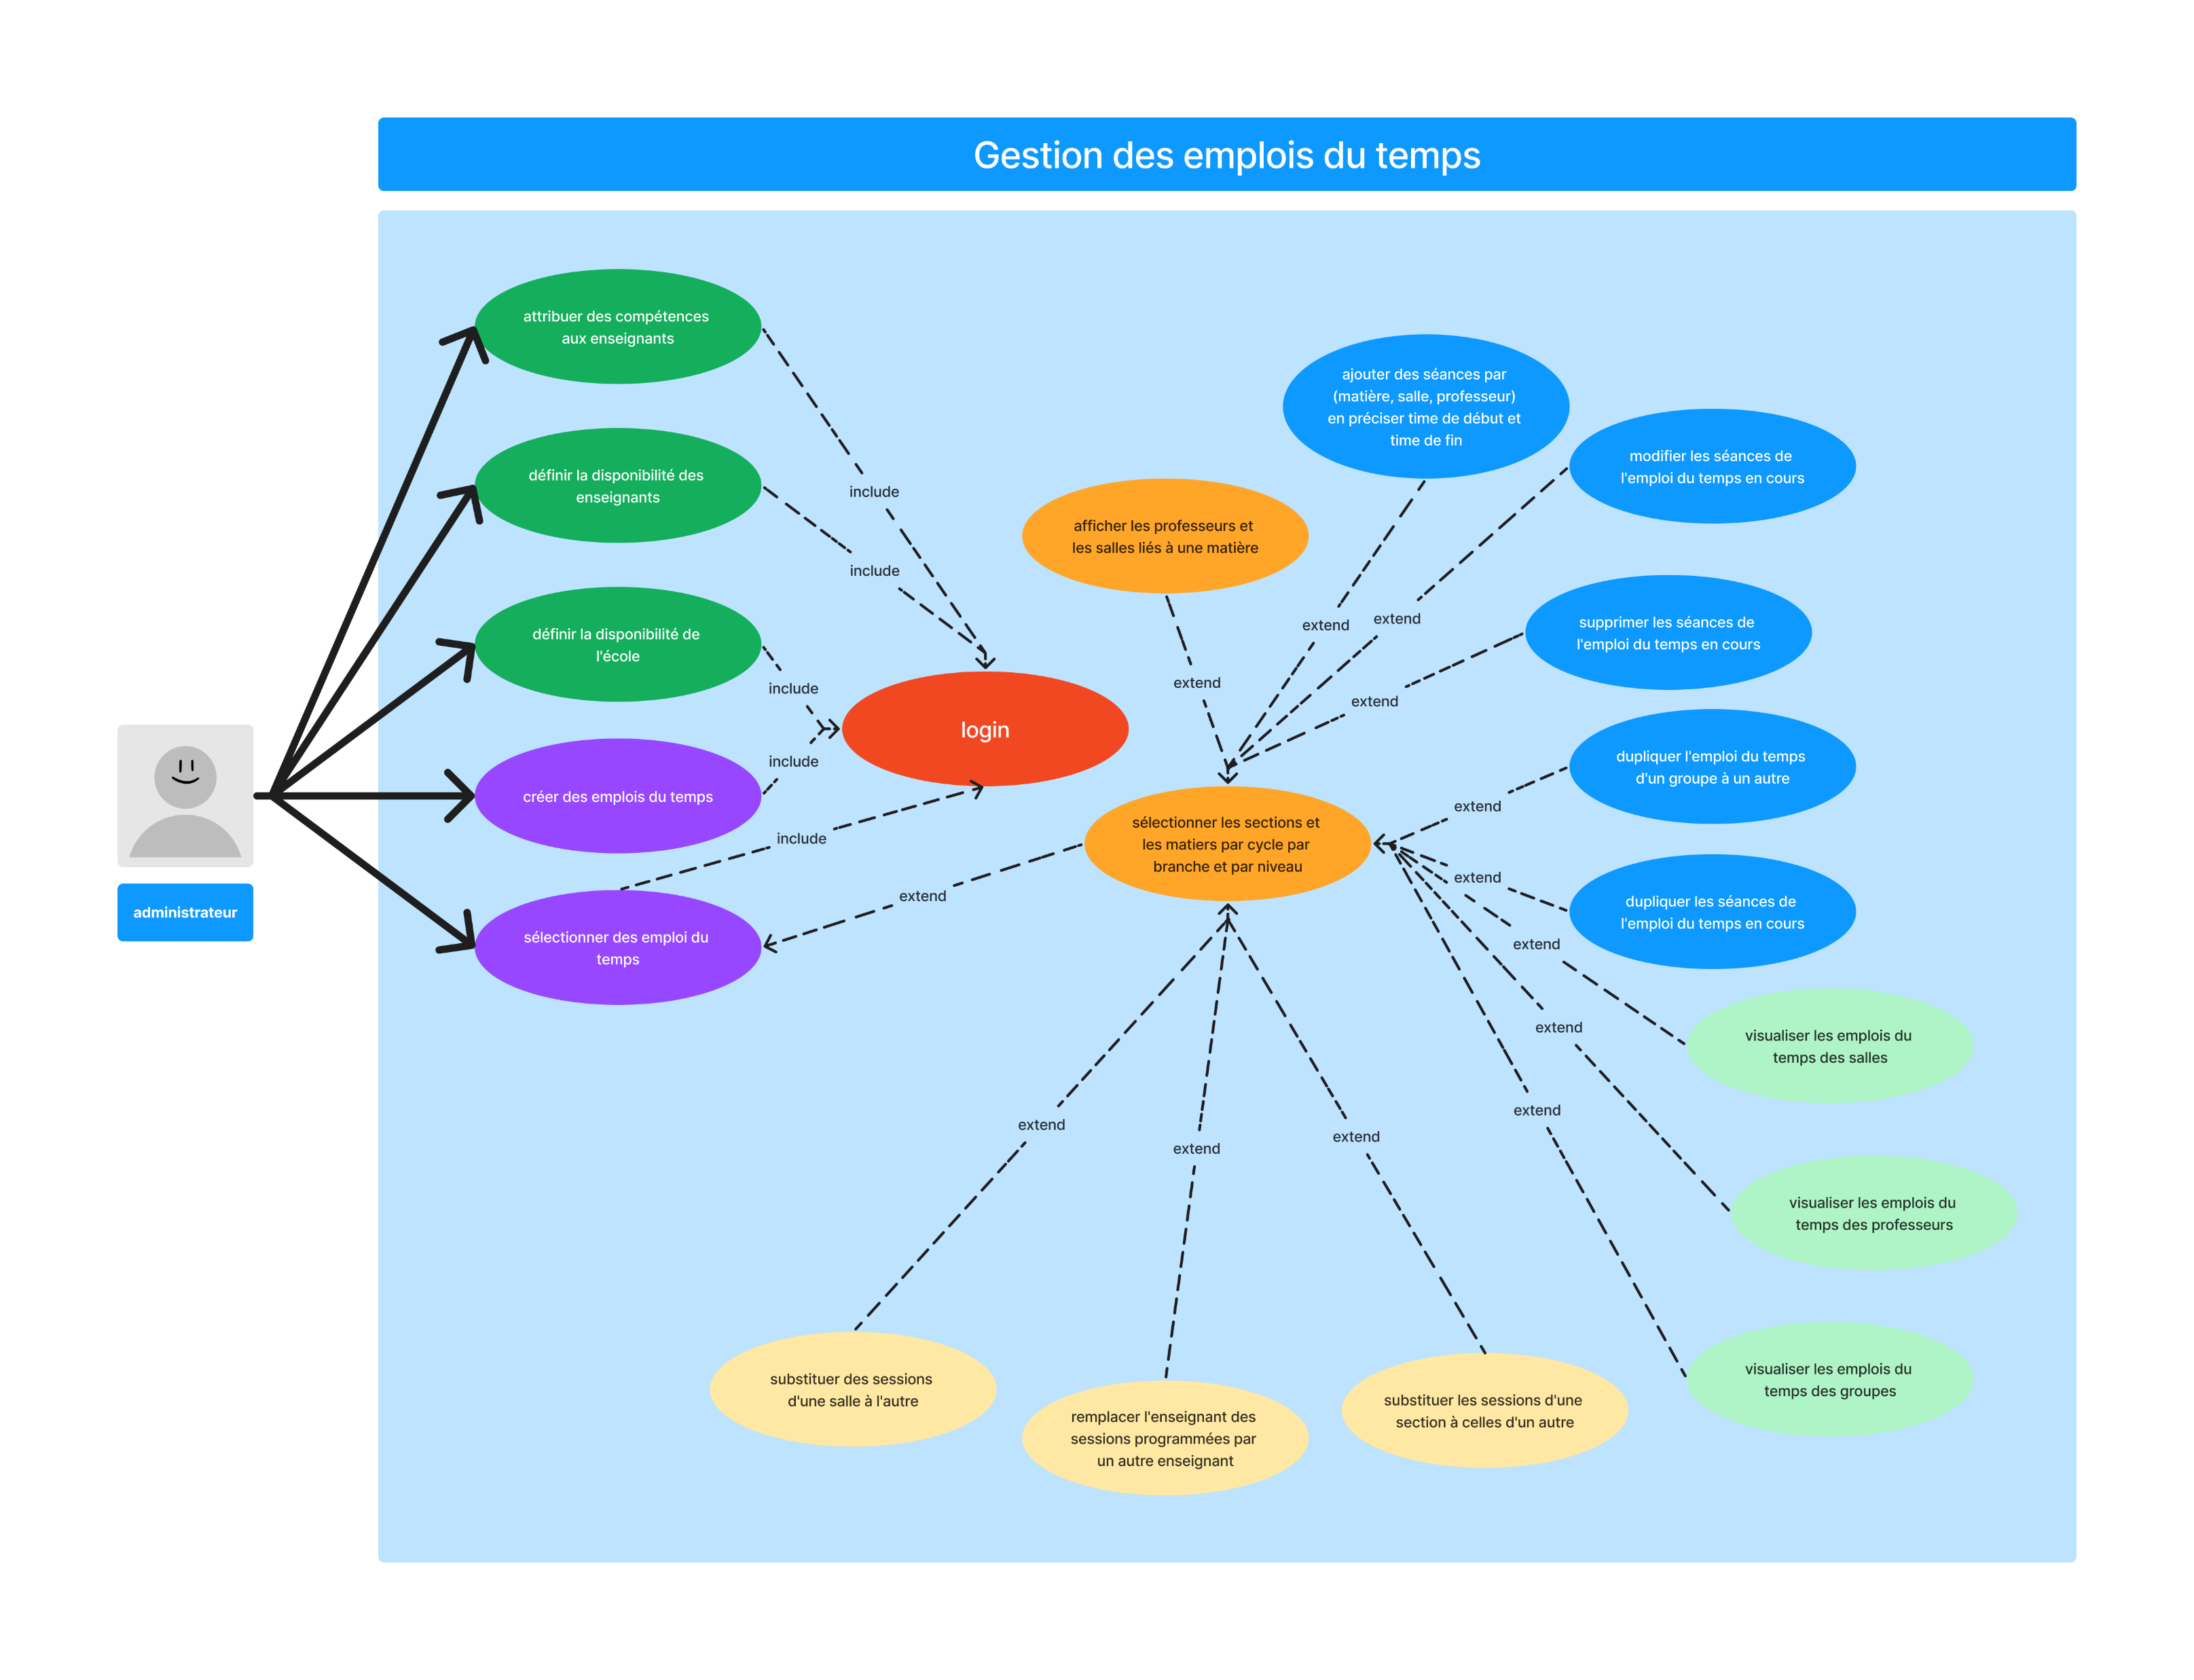 Gestion des emplois du temps
attribuer des compétences
aux enseignants
définir la disponibilité des
enseignants
définir la disponibilité de
l'école
créer des emplois du temps
sélectionner des emploi du
temps
administrateur
include
include
include
include
include
login
extend
afficher les professeurs et
les salles liés à une matière
ajouter des séances par
(matière, salle, professeur)
en préciser time de début et
time de fin
modifier les séances de
l'emploi du temps en cours
supprimer les séances de
l'emploi du temps en cours
dupliquer l'emploi du temps
d'un groupe à un autre
dupliquer les séances de
l'emploi du temps en cours
extend
extend
extend
extend
sélectionner les sections et
les matiers par cycle par
branche et par niveau
extend
extend
extend
extend
extend
visualiser les emplois du
temps des salles
visualiser les emplois du
temps des professeurs
visualiser les emplois du
temps des groupes
extend
extend
extend
substituer des sessions
d'une salle à l'autre
remplacer l'enseignant des
sessions programmées par
un autre enseignant
substituer les sessions d'une
section à celles d'un autre